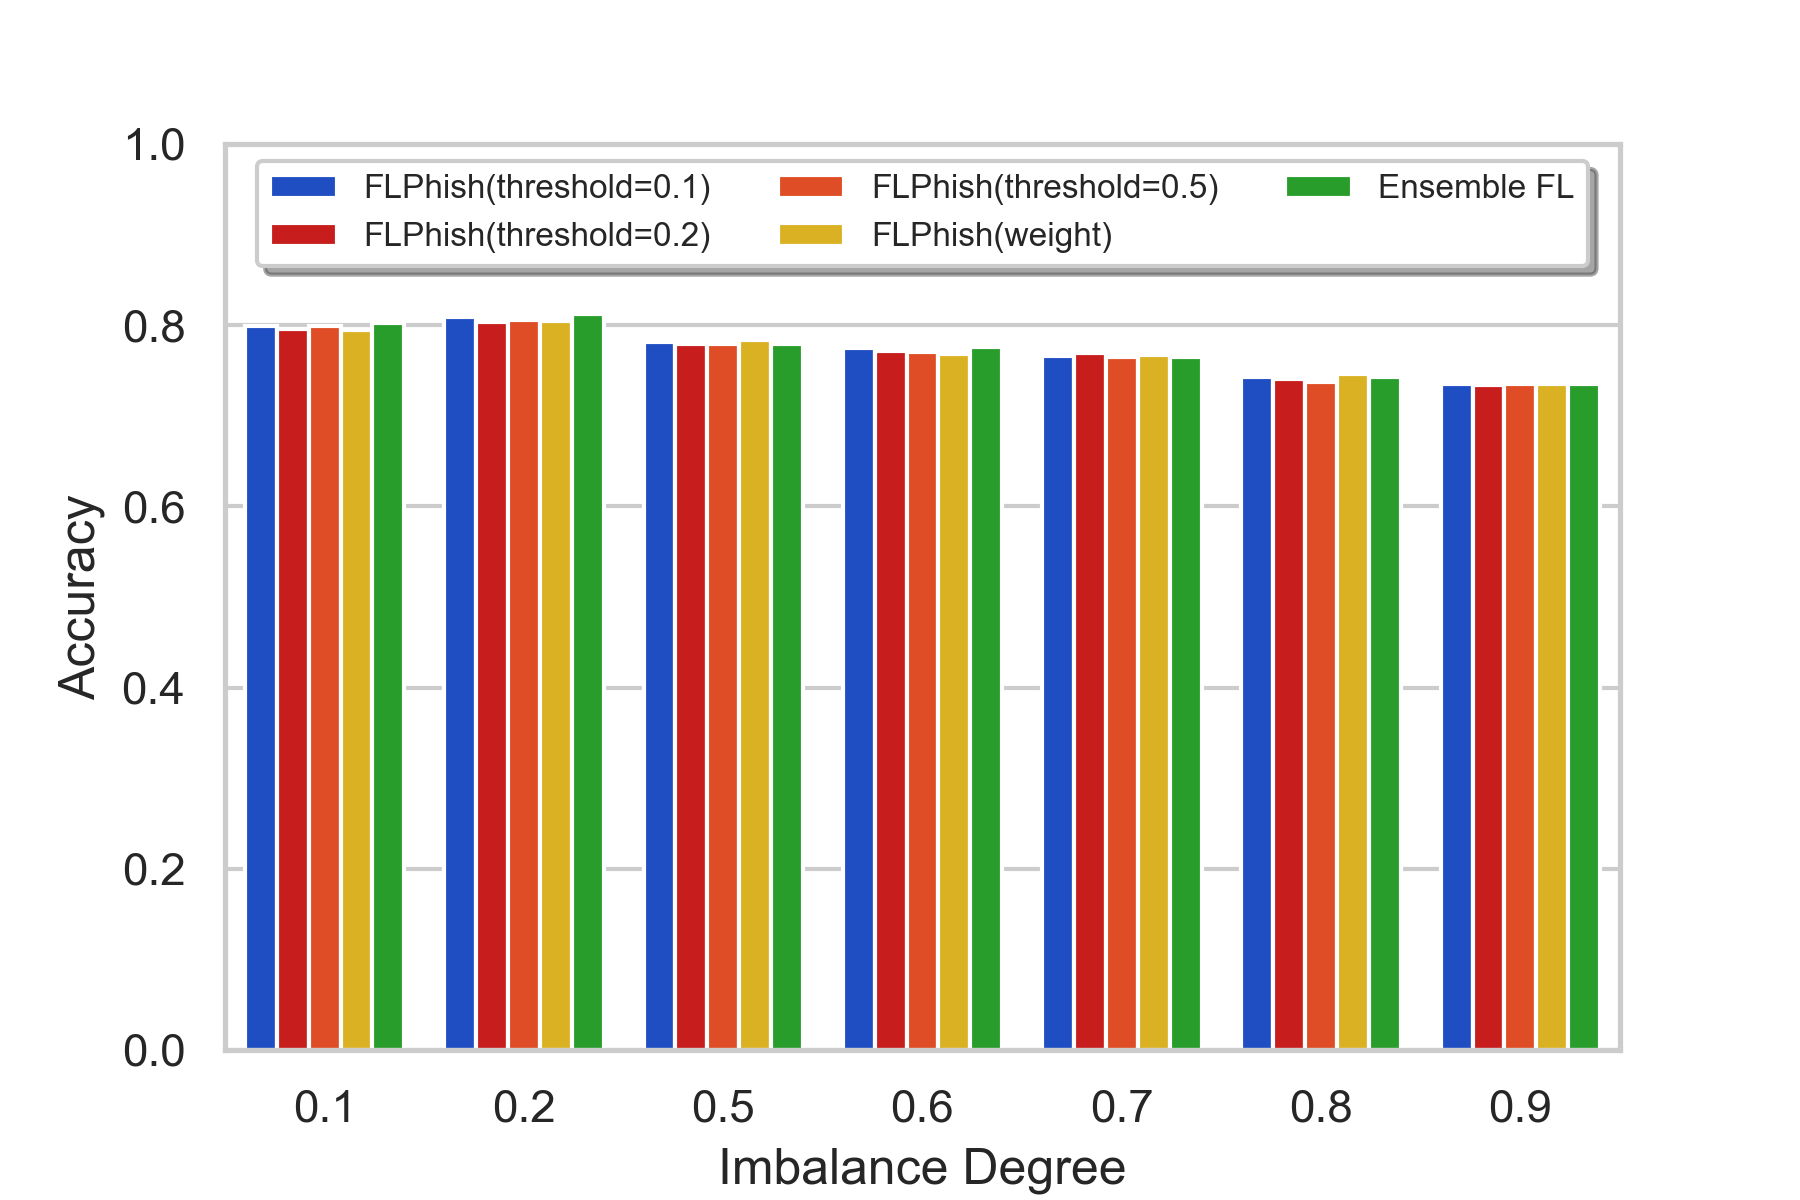 1.0
FLPhish(threshold=0.1) FLPhish(threshold=0.5) Ensemble FL
FLPhish(threshold=0.2) FLPhish(weight)
0.8
0.6
0.4
0.2
0.0
Accuracy
0.1 0.2 0.5 0.6 0.7 0.8 0.9
Imbalance Degree